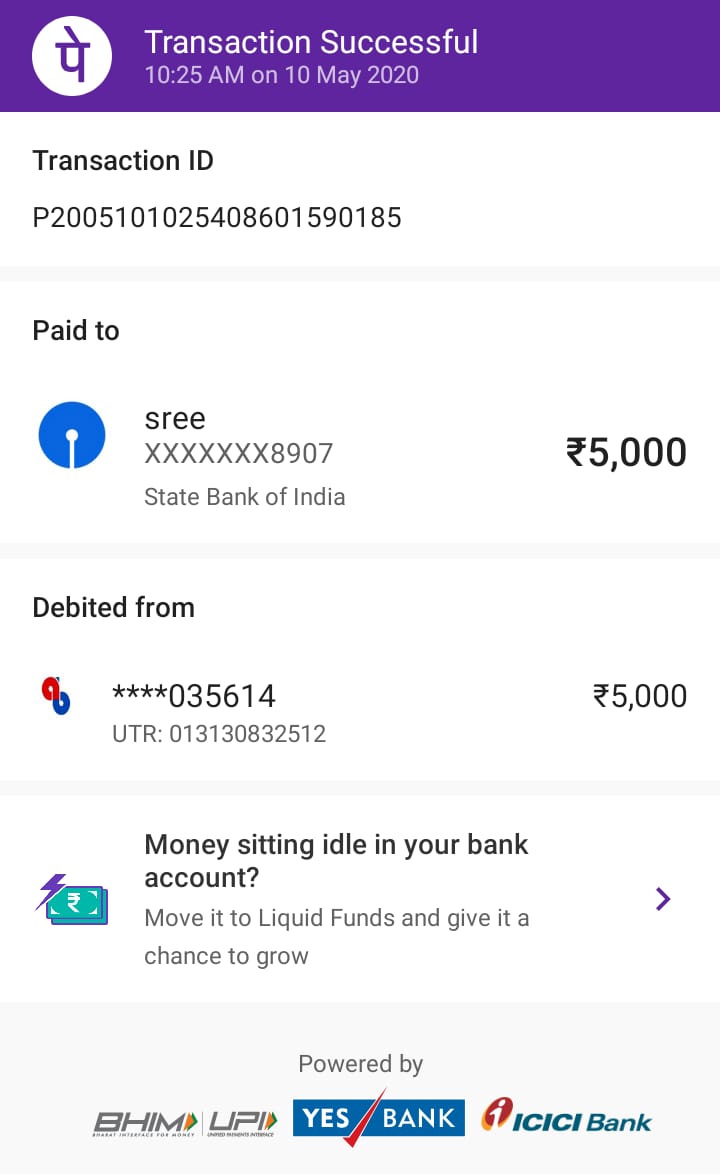 पे
Transaction Successful
10:25 AM on 10 May 2020
Transaction ID
P2005101025408601590185
Paid to
sree
XXXXXXX8907
₹5,000
State Bank of India
Debited from
****035614
₹5,000
UTR: 013130832512
Money sitting idle in your bank
account?
₹
Move it to Liquid Funds and give it a
chance to grow
Powered by
BHIM UPI YES BANK ICICI Bank
BHARAT INTERFACE FOR MONEY UNIFIED PAYMENTS INTERFACE